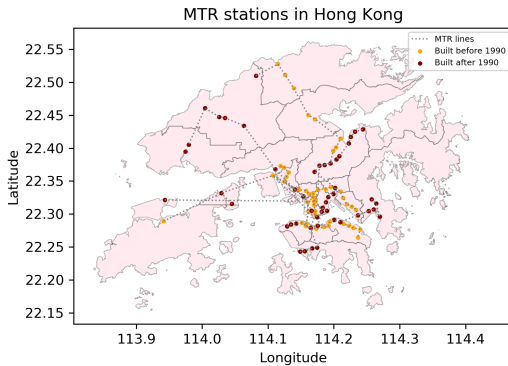 MTR stations in Hong Kong
MTR lines
Built before 1990
Built after 1990
Latitude
22.55
22.50
22.45
22.40
22.35
22.30
22.25
22.20
22.15
113.9 114.0 114.1 114.2 114.3 114.4
Longitude